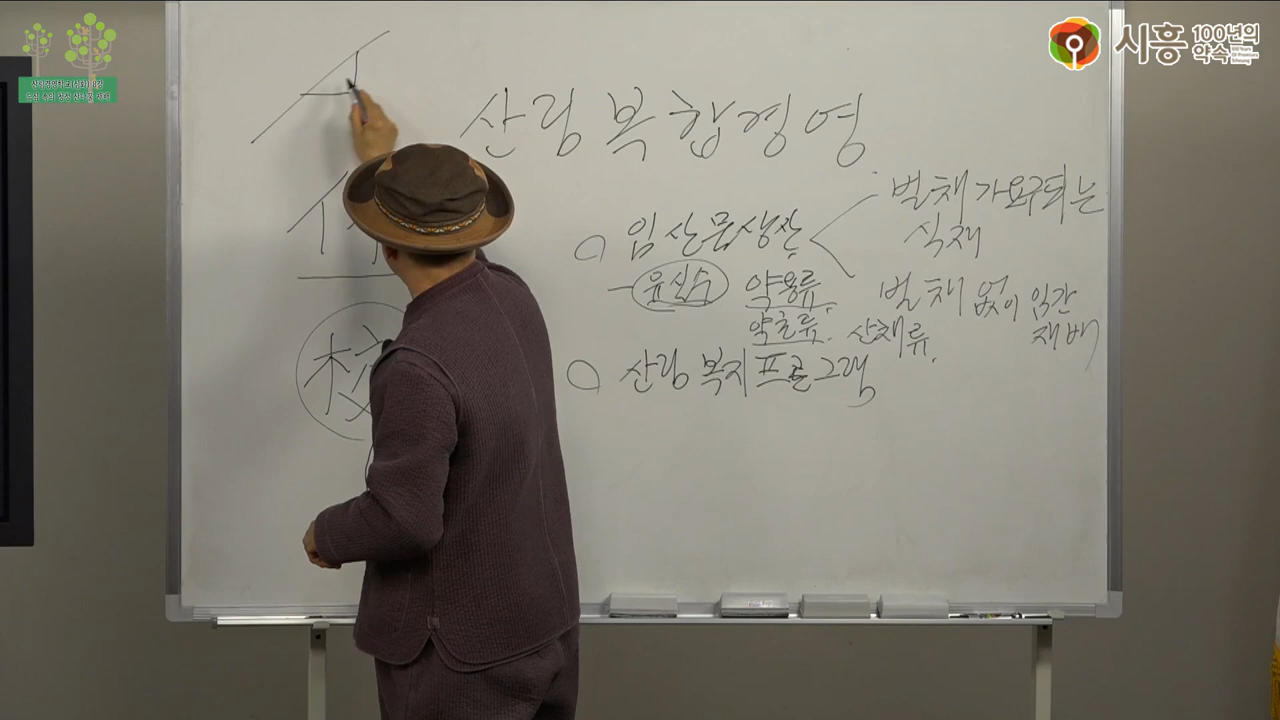 시흥 100년의 약속
산림복합경영
임산물생산
벌채가 요구되는
식재
벌채 없이 임간
재배
유실수 약용류,
약초류, 산채류,
산림 복지 프로그램
校